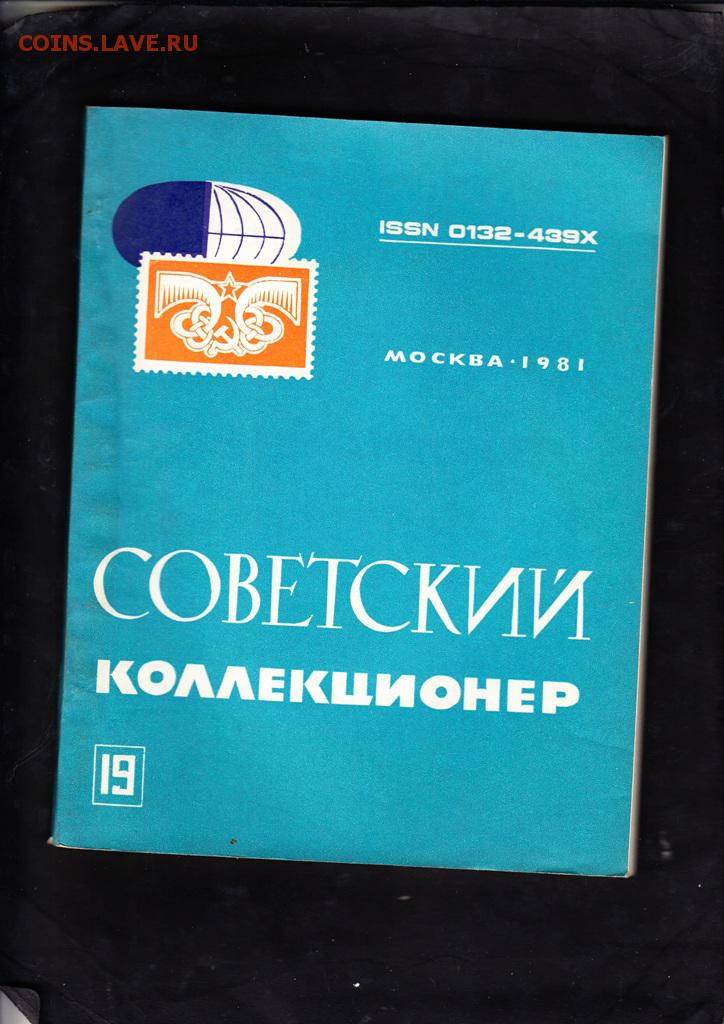 COINS.LAVE.RU
ISSN 0132-439X
МОСКВА·1981
СОВЕТСКИЙ
КОЛЛЕКЦИОНЕР
19